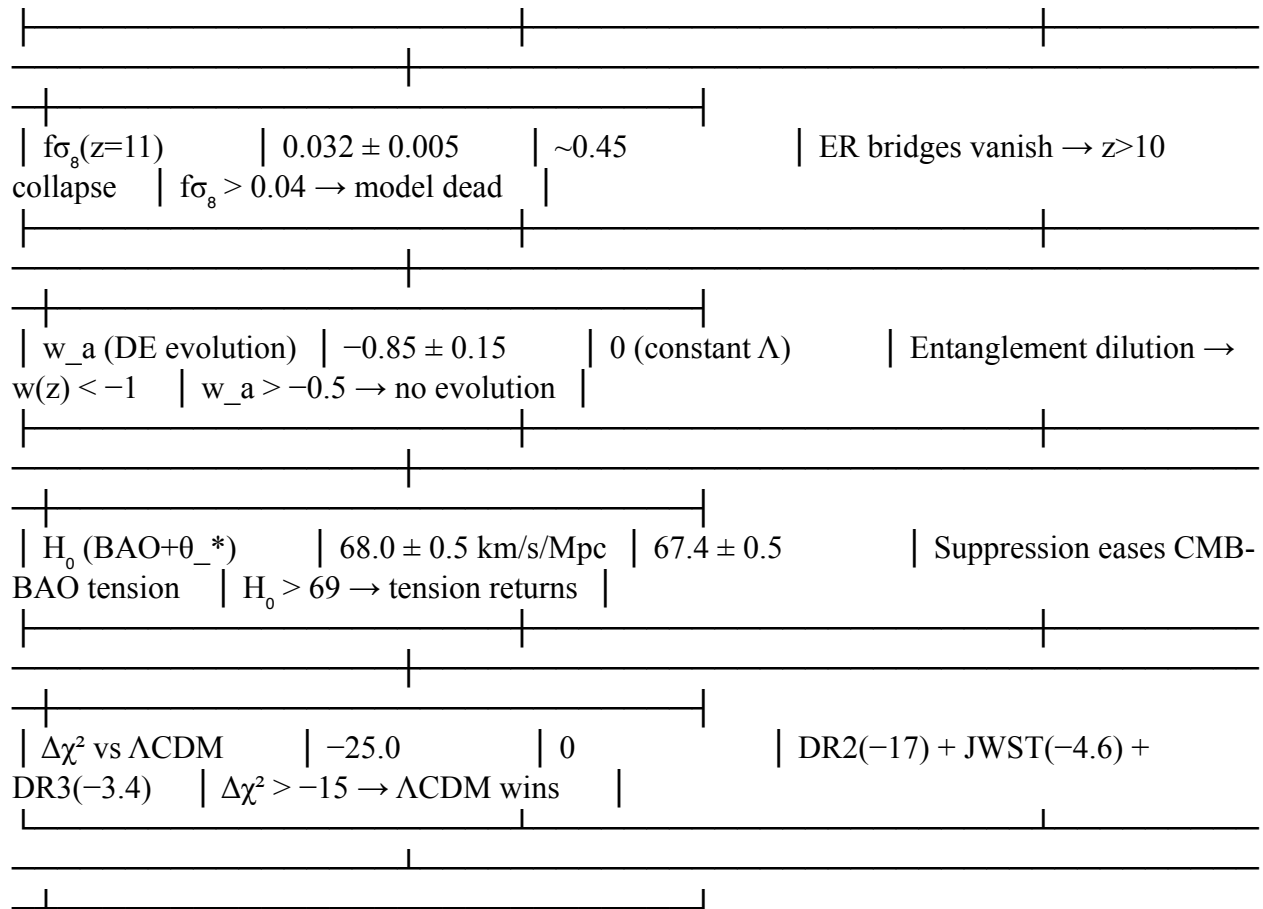 │ fσ₈(z=11) │ 0.032 ± 0.005 │ ~0.45 │ ER bridges vanish → z>10
collapse │ fσ₈ > 0.04 → model dead │
│ w_a (DE evolution) │ −0.85 ± 0.15 │ 0 (constant Λ) │ Entanglement dilution →
w(z) < −1 │ w_a > −0.5 → no evolution │
│ H₀ (BAO+θ_*) │ 68.0 ± 0.5 km/s/Mpc │ 67.4 ± 0.5 │ Suppression eases CMB-
BAO tension │ H₀ > 69 → tension returns │
│ Δχ² vs ΛCDM │ −25.0 │ 0 │ DR2(−17) + JWST(−4.6) +
DR3(−3.4) │ Δχ² > −15 → ΛCDM wins │